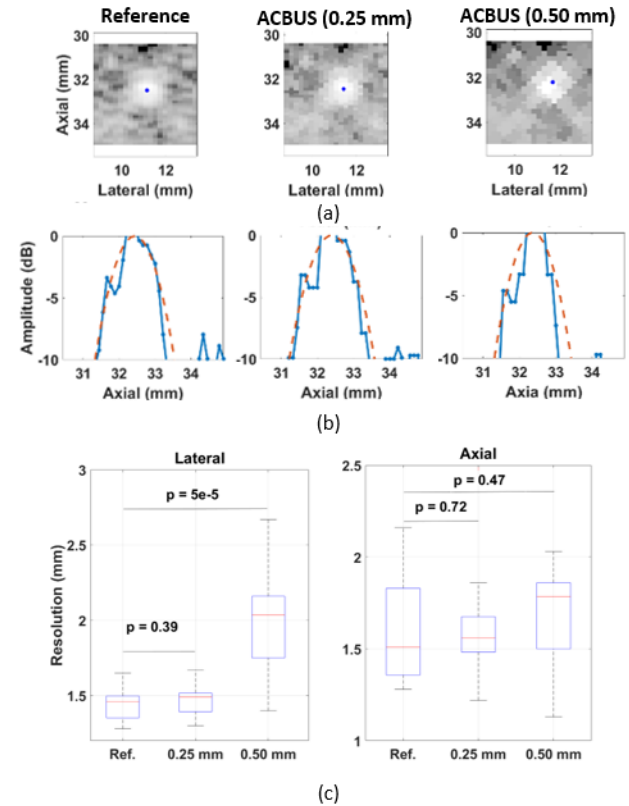 Reference ACBUS (0.25 mm) ACBUS (0.50 mm)
30 30 30
32 32 32
34 34 34
Axial (mm)
10 12 10 12 10 12
Lateral (mm) Lateral (mm) Lateral (mm)
(a)
0 0 0
-5 -5 -5
-10 -10 -10
Amplitude (dB)
31 32 33 34 31 32 33 34 31 32 33 34
Axial (mm) Axial (mm) Axia (mm)
(b)
Lateral Axial
3
2.5
2
1.5
Resolution (mm)
p = 5e-5
p = 0.39
Ref. 0.25 mm 0.50 mm
2.5
2
1.5
1
p = 0.47
p = 0.72
Ref. 0.25 mm 0.50 mm
(c)